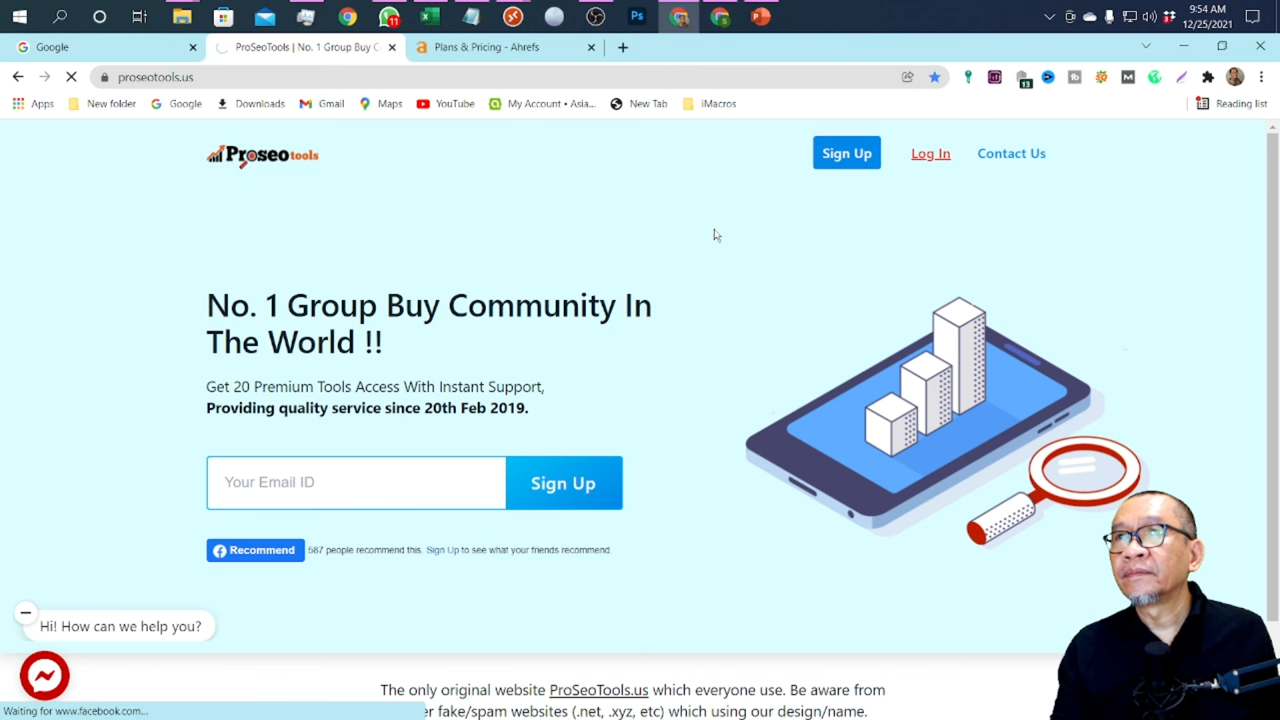 11
Ps
9:54 AM
12/25/2021
Google
ProSeoTools | No. 1 Group Buy C
Plans & Pricing - Ahrefs
proseotools.us
13
Apps
New folder
Google
Downloads
Gmail
Maps
YouTube
My Account • Asia...
New Tab
iMacros
Reading list
Proseo tools
Sign Up
Log In
Contact Us
No. 1 Group Buy Community In
The World !!
Get 20 Premium Tools Access With Instant Support,
Providing quality service since 20th Feb 2019.
Your Email ID
Sign Up
Recommend
587 people recommend this. Sign Up to see what your friends recommend.
Hi! How can we help you?
The only original website ProSeoTools.us which everyone use. Be aware from
fake/spam websites (.net, .xyz, etc) which using our design/name.
Waiting for www.facebook.com...